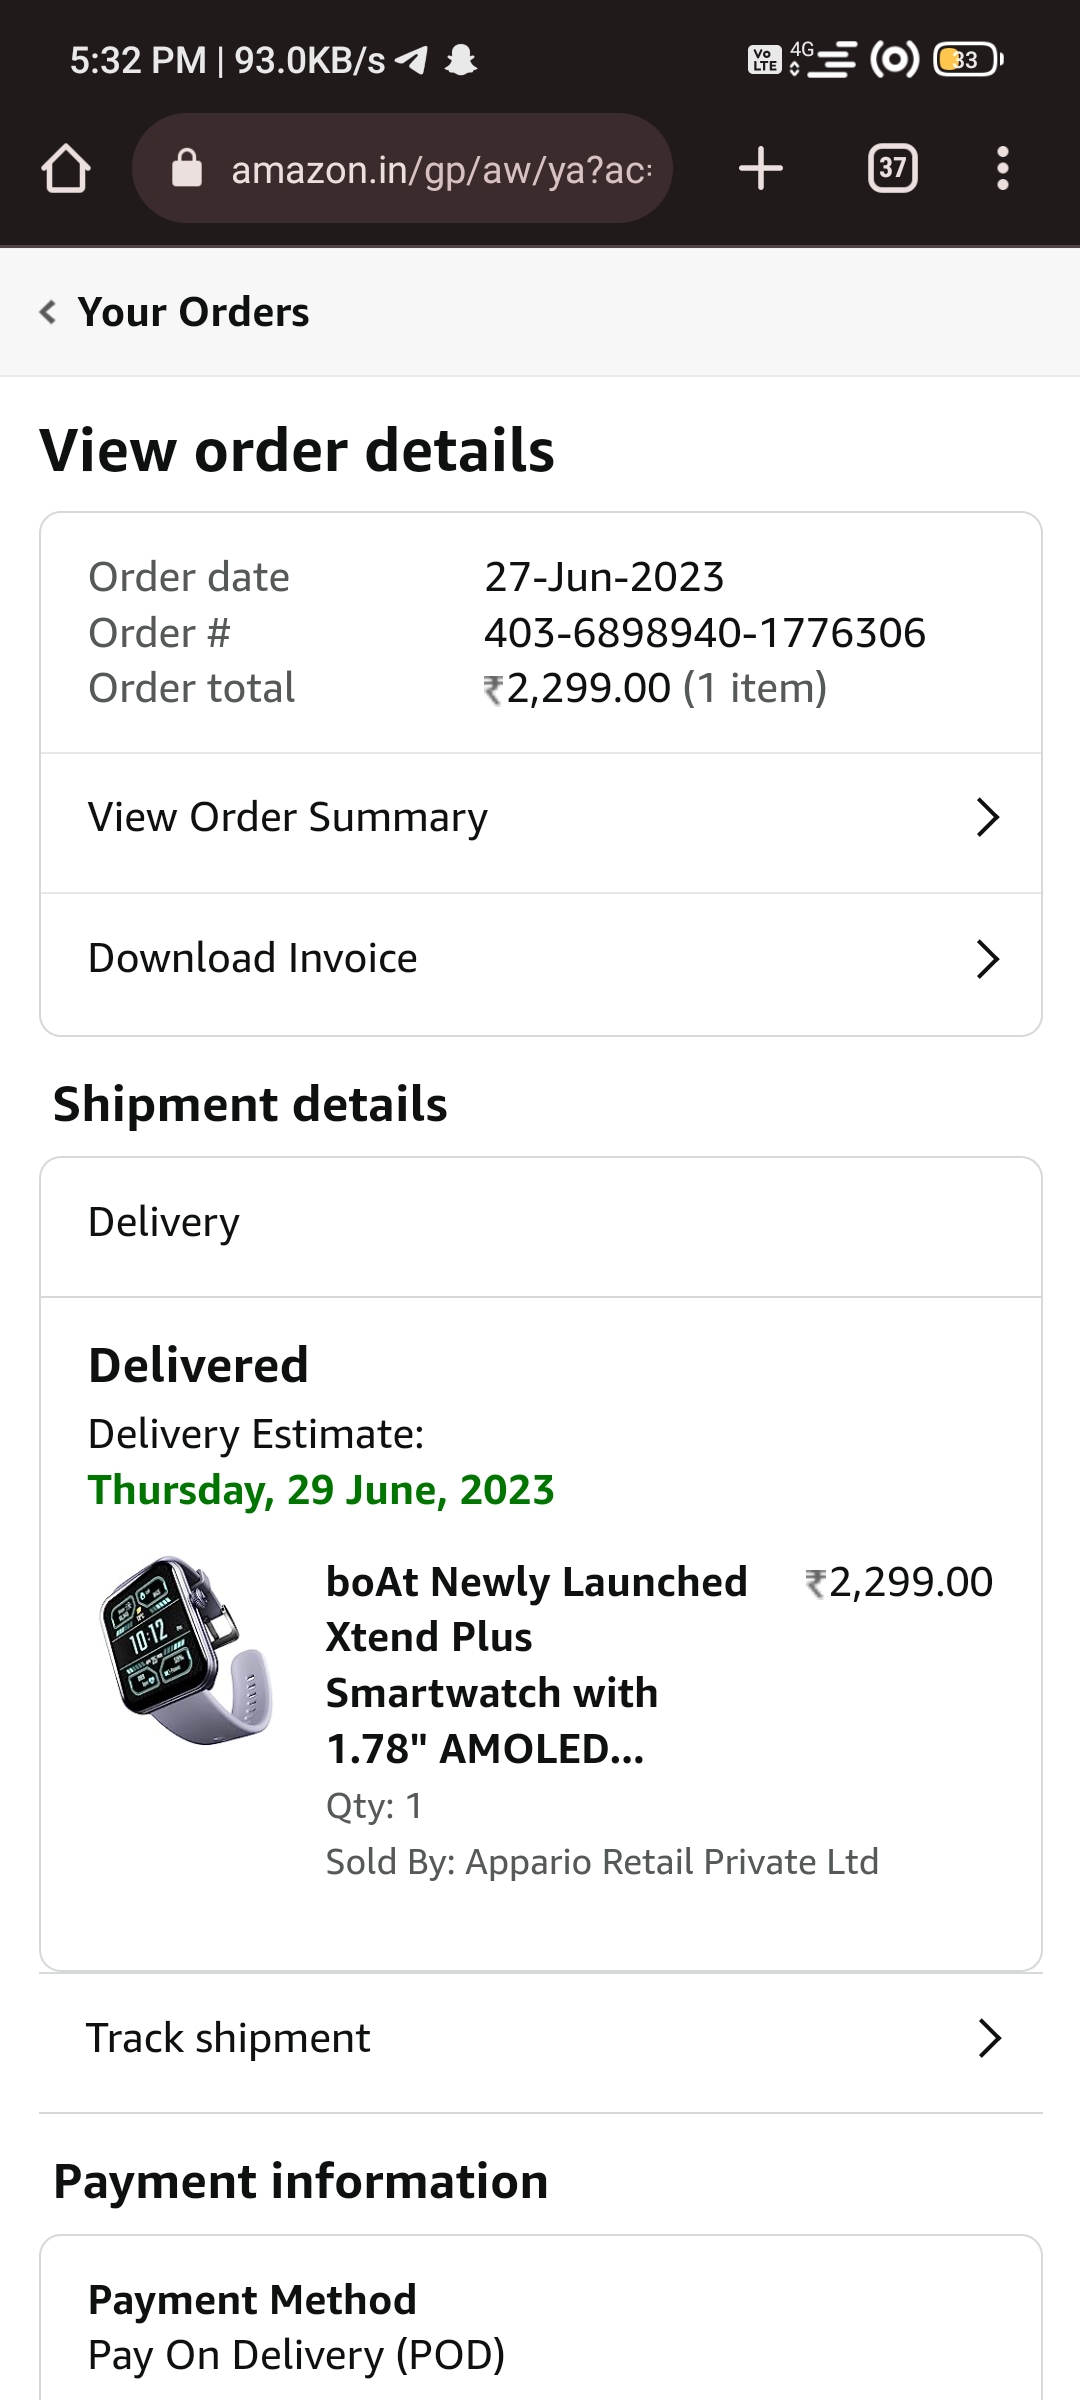 5:32 PM | 93.0KB/s
Vo LTE 4G 33
amazon.in/gp/aw/ya?ac
37
Your Orders
View order details
Order date 27-Jun-2023
Order # 403-6898940-1776306
Order total ₹2,299.00 (1 item)
View Order Summary
Download Invoice
Shipment details
Delivery
Delivered
Delivery Estimate:
Thursday, 29 June, 2023
boAt Newly Launched ₹2,299.00
Xtend Plus
Smartwatch with
1.78" AMOLED...
Qty: 1
Sold By: Appario Retail Private Ltd
10:12
Track shipment
Payment information
Payment Method
Pay On Delivery (POD)